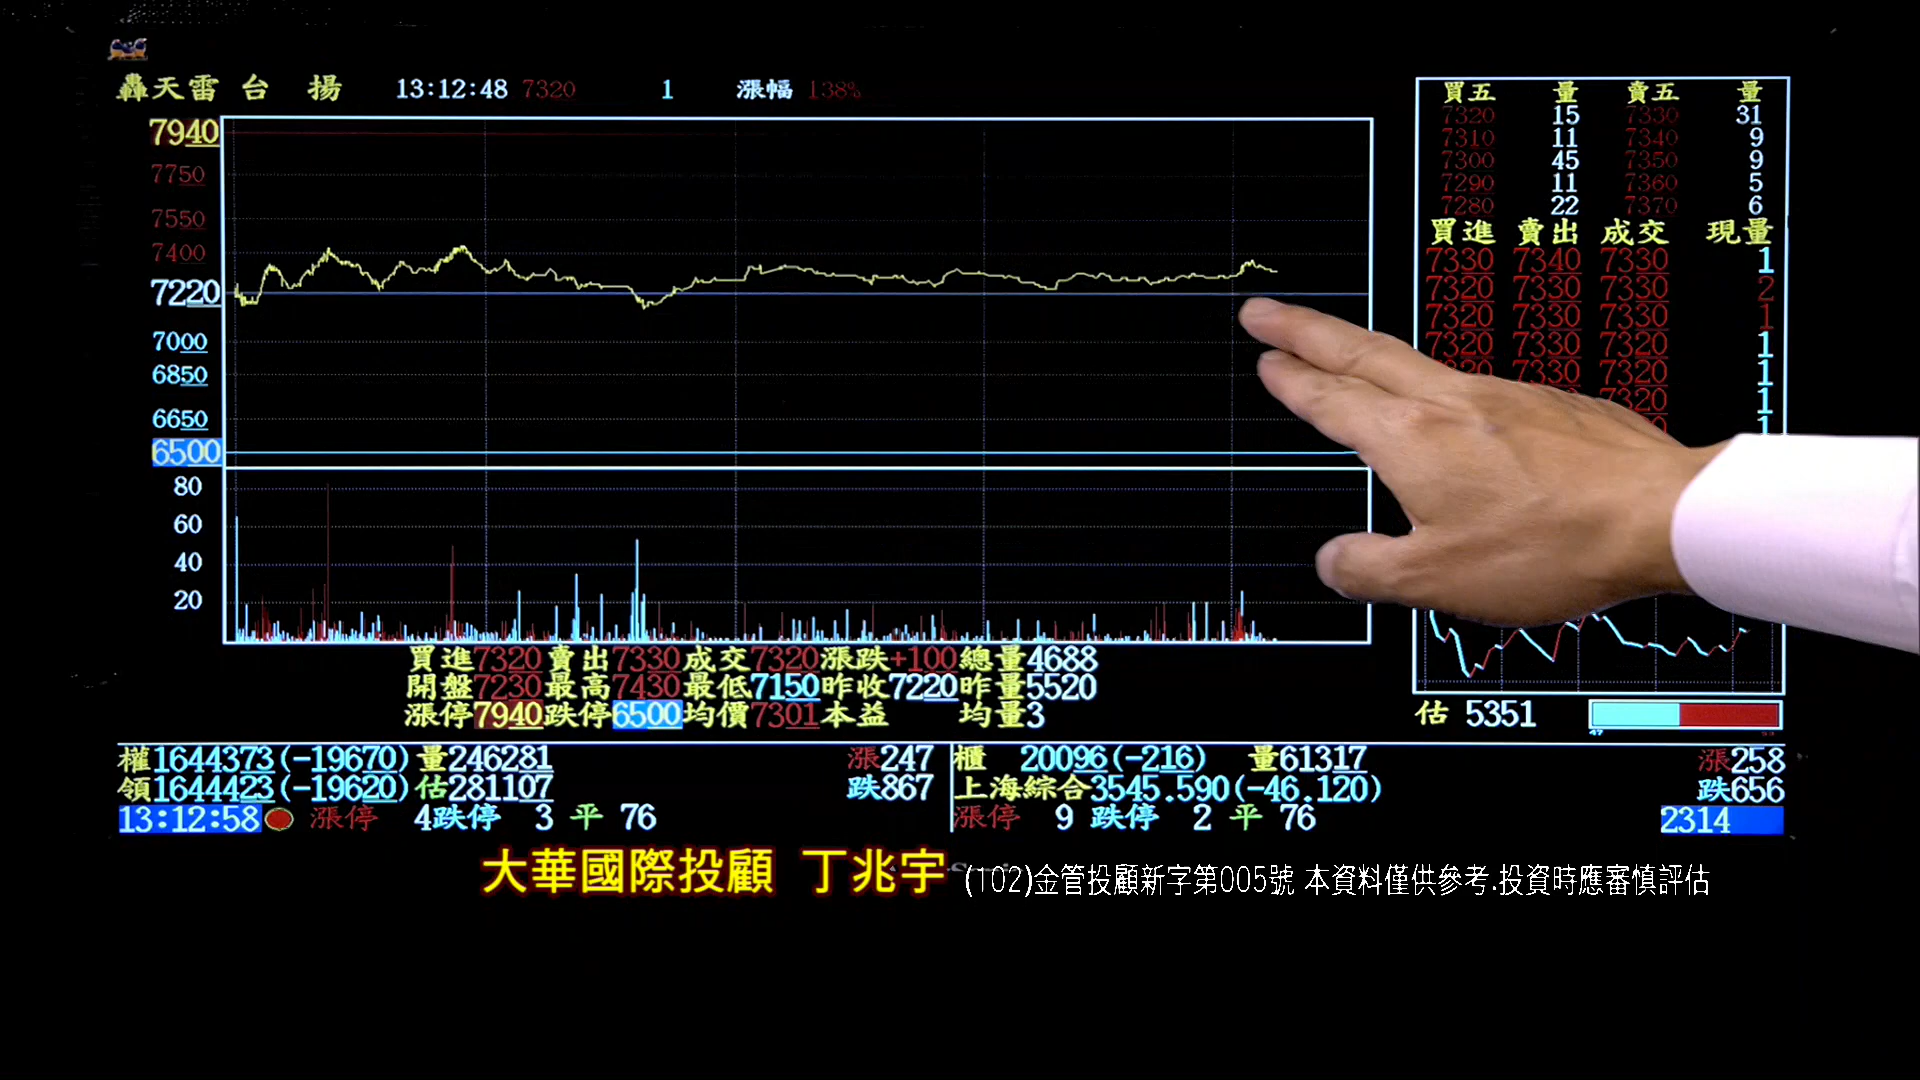 轟天雷 台 揚 13:12:48 7320 1 漲幅 138%
7940
7750
7550
7400
7220
7000
6850
6650
6500
80
60
40
20
買五 量 賣五 量
7320 15 7330 31
7310 11 7340 9
7300 45 7350 9
7290 11 7360 5
7280 22 7370 6
買進 賣出 成交 現量
7330 7340 7330 1
7320 7330 7330 2
7320 7330 7330 1
7320 7330 7320 1
7320 7330 7320 1
7320 1
估 5351
買進7320賣出7330成交7320漲跌+100總量4688
開盤7230最高7430最低7150昨收7220昨量5520
漲停7940跌停6500均價7301本益 均量3
權1644373(-19670)量246281 漲247
領1644423(-19620)估281107 跌867
13:12:58 漲停 4跌停 3 平 76
櫃 20096(-216) 量61317 漲258
上海綜合3545.590(-46.120) 跌656
漲停 9 跌停 2 平 76 2314
大華國際投顧 丁兆宇 (102)金管投顧新字第005號 本資料僅供參考.投資時應審慎評估